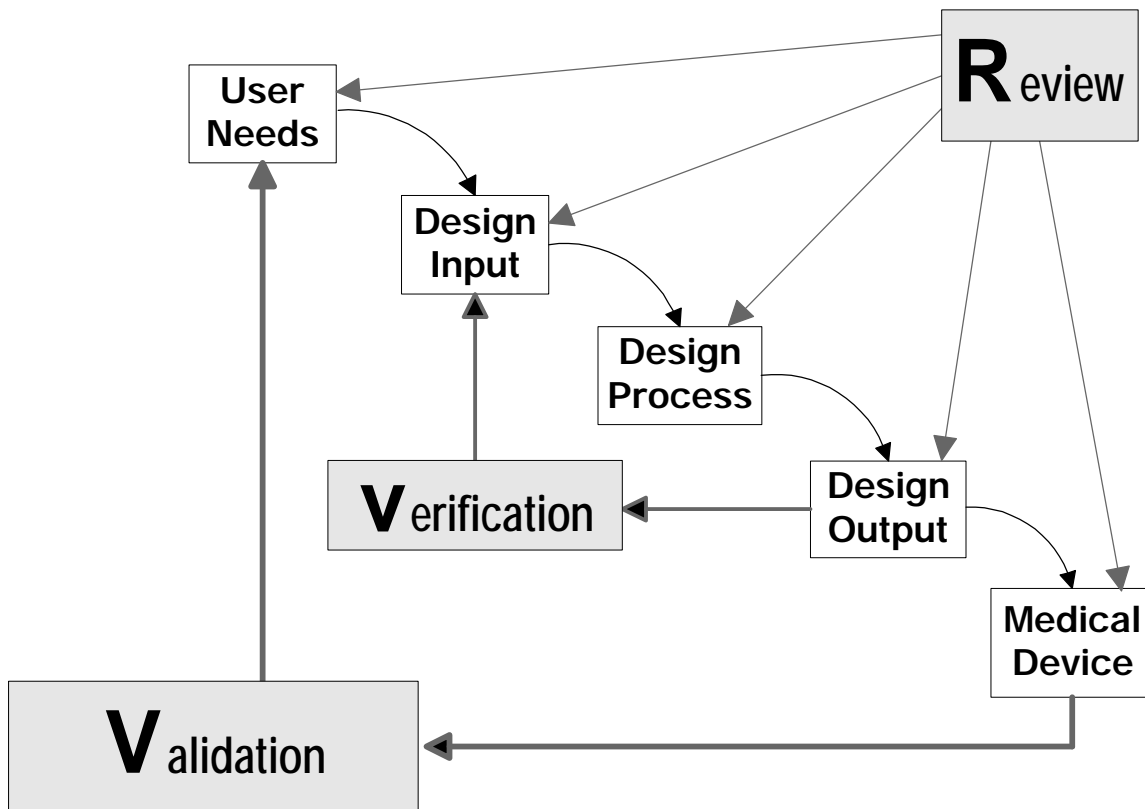 Review
User
Needs
Design
Input
Design
Process
Verification
Design
Output
Medical
Device
Validation